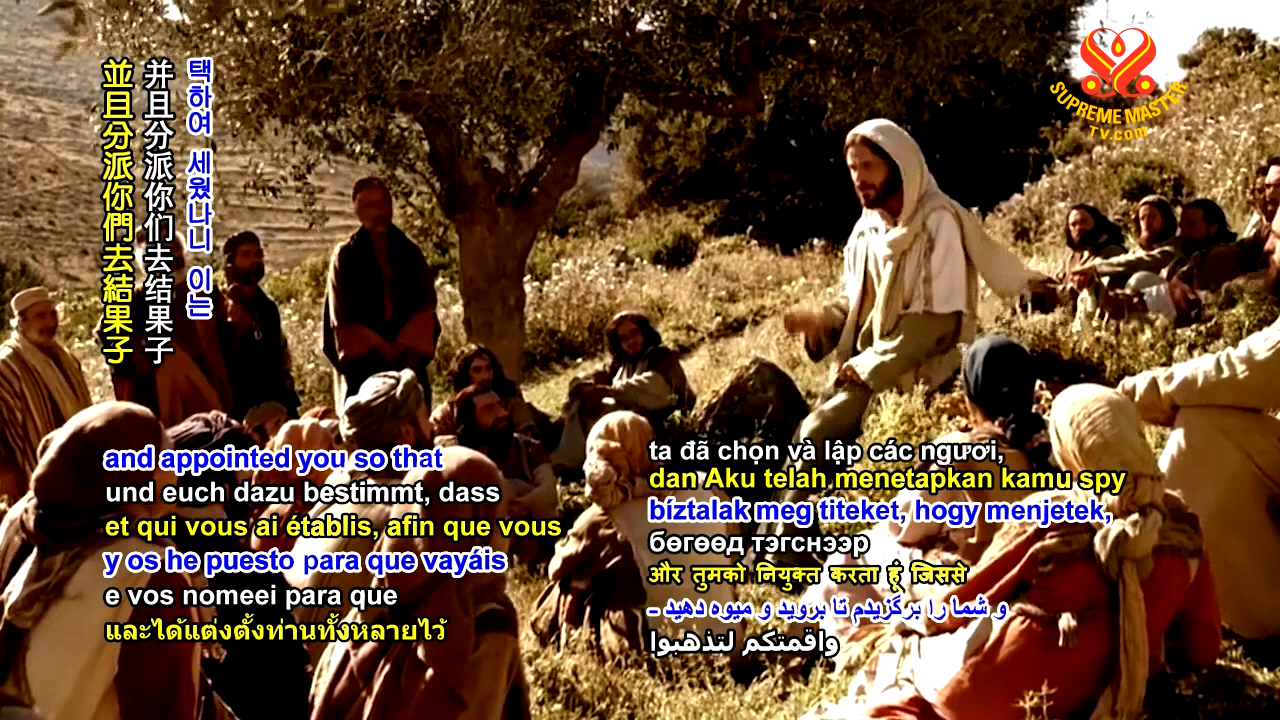 並且分派你們去結果子
并且分派你们去结果子
택하여 세웠나니 이는
SUPREME MASTER
TV.com
and appointed you so that
und euch dazu bestimmt, dass
et qui vous ai établis, afin que vous
y os he puesto para que vayáis
e vos nomeei para que
และได้แต่งตั้งท่านทั้งหลายไว้
ta đã chọn và lập các ngươi,
dan Aku telah menetapkan kamu spy
bíztalak meg titeket, hogy menjetek,
бөгөөд тэгснээр
और तुमको नियुक्त करता हूं जिससे
و شما را برگزیدم تا بروید و میوه دهید -
واقمتكم لتذهبوا